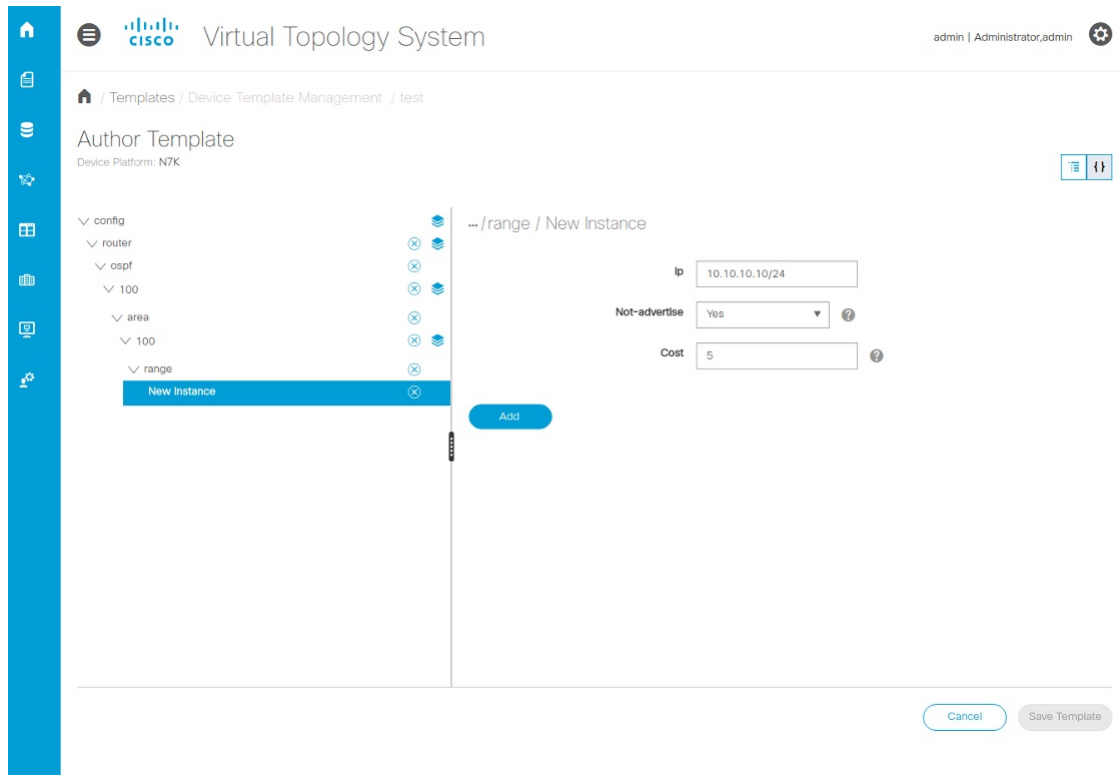 cisco Virtual Topology System
admin | Administrator,admin
/ Templates / Device Template Management / test
Author Template
Device Platform: N7K
{ }
config
router
ospf
100
area
100
range
New Instance
... /range / New Instance
Ip 10.10.10.10/24
Not-advertise Yes ?
Cost 5 ?
Add
Cancel Save Template